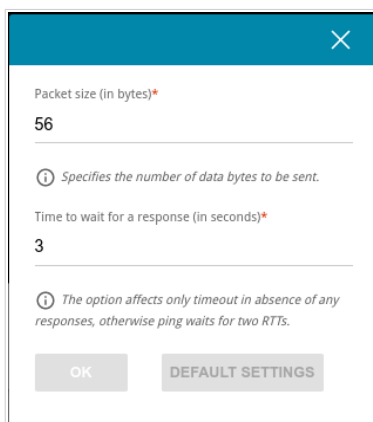 Packet size (in bytes)*
56
Specifies the number of data bytes to be sent.
Time to wait for a response (in seconds)*
3
The option affects only timeout in absence of any
responses, otherwise ping waits for two RTTs.
OK
DEFAULT SETTINGS